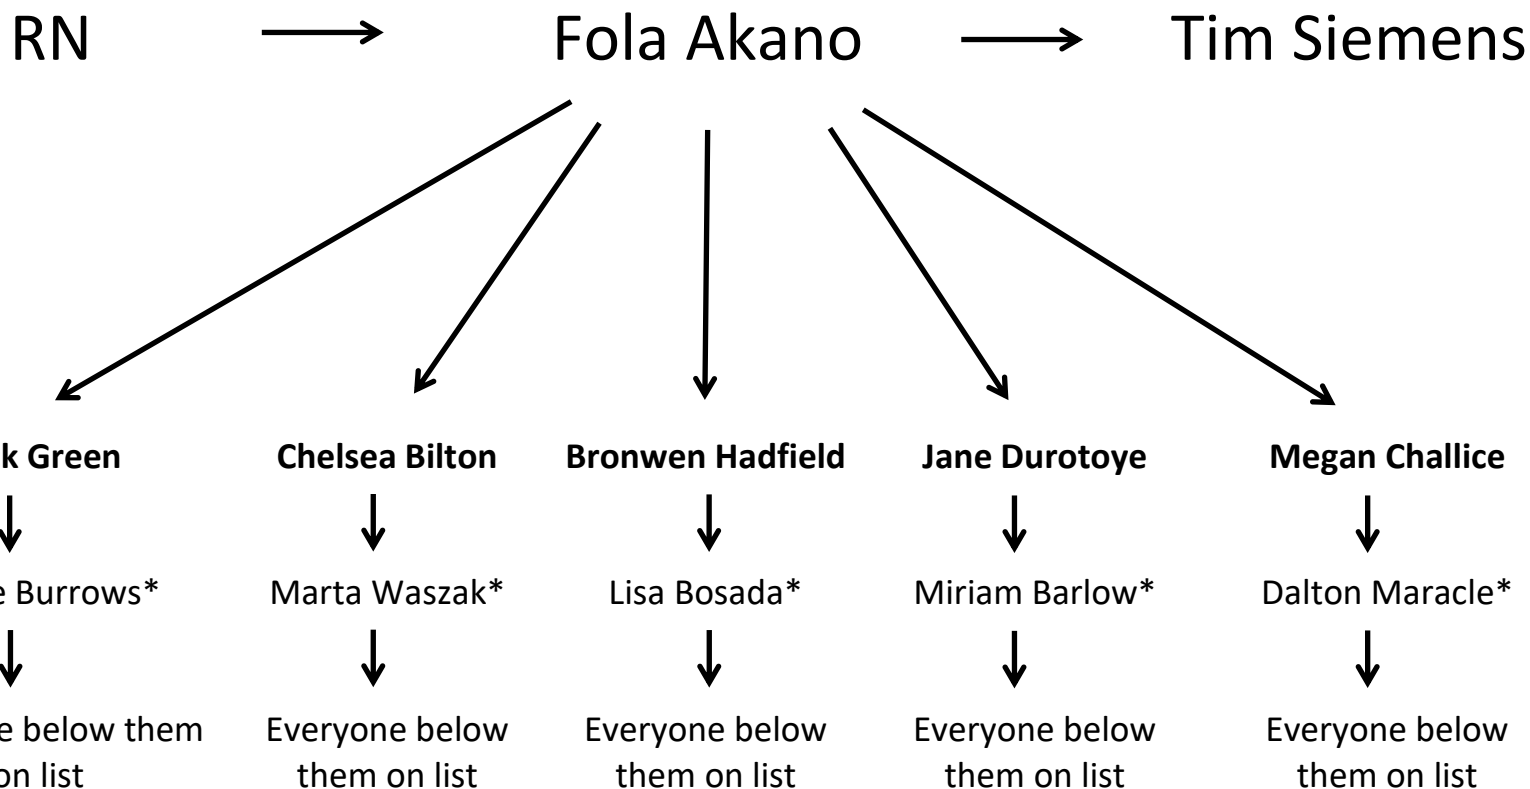 RN Fola Akano Tim Siemens
k Green Chelsea Bilton Bronwen Hadfield Jane Durotoye Megan Challice
e Burrows* Marta Waszak* Lisa Bosada* Miriam Barlow* Dalton Maracle*
e below them Everyone below Everyone below Everyone below Everyone below
on list them on list them on list them on list them on list